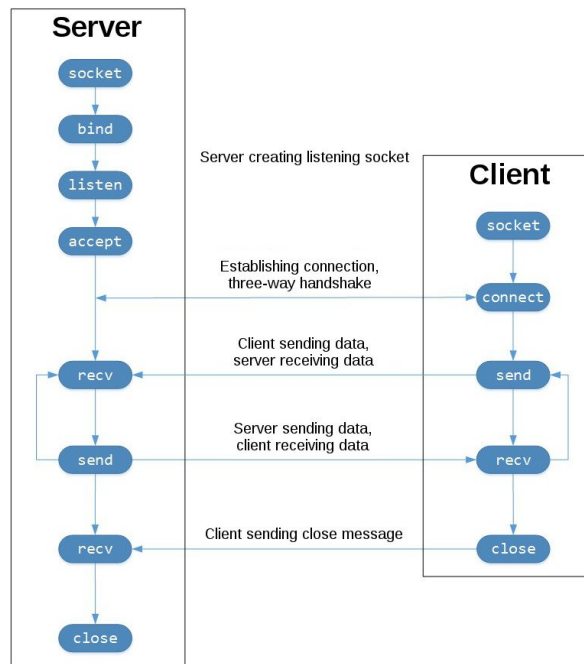 Server
socket
bind
listen
accept
recv
send
recv
close
Server creating listening socket
Establishing connection,
three-way handshake
Client sending data,
server receiving data
Server sending data,
client receiving data
Client sending close message
Client
socket
connect
send
recv
close